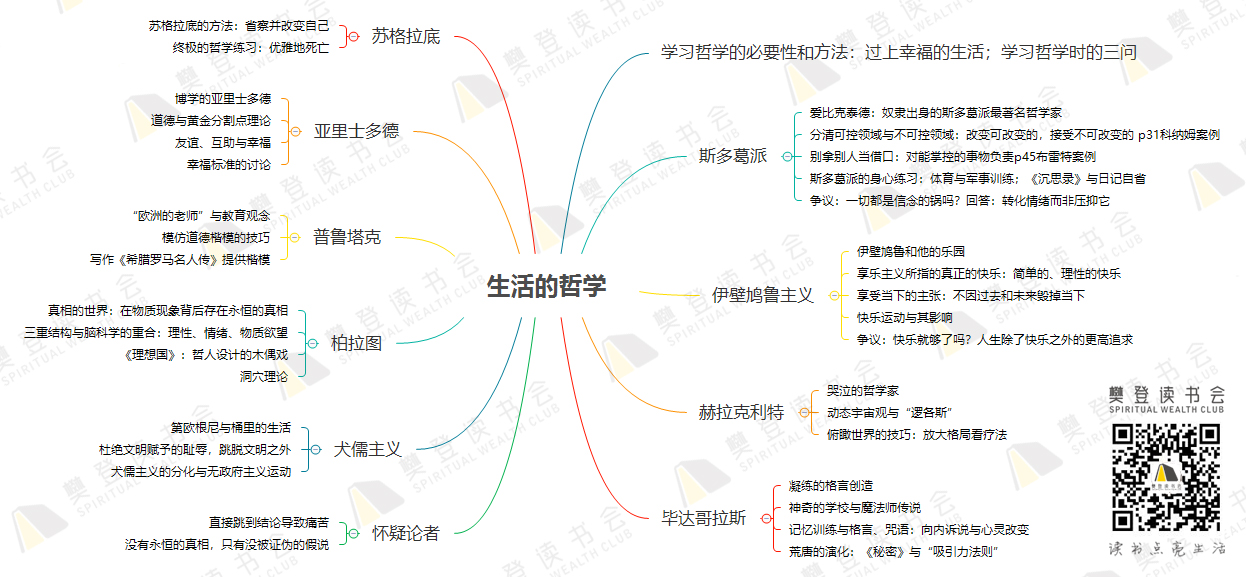 生活的哲学
学习哲学的必要性和方法：过上幸福的生活；学习哲学时的三问
斯多葛派
爱比克泰德：奴隶出身的斯多葛派最著名哲学家
分清可控领域与不可控领域：改变可改变的，接受不可改变的 p31科纳姆案例
别拿别人当借口：对能掌控的事物负责p45布雷特案例
斯多葛派的身心练习：体育与军事训练；《沉思录》与日记自省
争议：一切都是信念的锅吗？回答：转化情绪而非压抑它
伊壁鸠鲁主义
伊壁鸠鲁和他的乐园
享乐主义所指的真正的快乐：简单的、理性的快乐
享受当下的主张：不因过去和未来毁掉当下
快乐运动与其影响
争议：快乐就够了吗？人生除了快乐之外的更高追求
赫拉克利特
哭泣的哲学家
动态宇宙观与“逻各斯”
俯瞰世界的技巧：放大格局看疗法
毕达哥拉斯
凝练的格言创造
神奇的学校与魔法师传说
记忆训练与格言、咒语：向内诉说与心灵改变
荒唐的演化：《秘密》与“吸引力法则”
苏格拉底
苏格拉底的方法：省察并改变自己
终极的哲学练习：优雅地死亡
亚里士多德
博学的亚里士多德
道德与黄金分割点理论
友谊、互助与幸福
幸福标准的讨论
普鲁塔克
“欧洲的老师”与教育观念
模仿道德楷模的技巧
写作《希腊罗马名人传》提供楷模
柏拉图
真相的世界：在物质现象背后存在永恒的真相
三重结构与脑科学的重合：理性、情绪、物质欲望
《理想国》：哲人设计的木偶戏
洞穴理论
犬儒主义
第欧根尼与桶里的生活
杜绝文明赋予的耻辱，跳脱文明之外
犬儒主义的分化与无政府主义运动
怀疑论者
直接跳到结论导致痛苦
没有永恒的真相，只有没被证伪的假说
樊登读书会
SPIRITUAL WEALTH CLUB
读书点亮生活